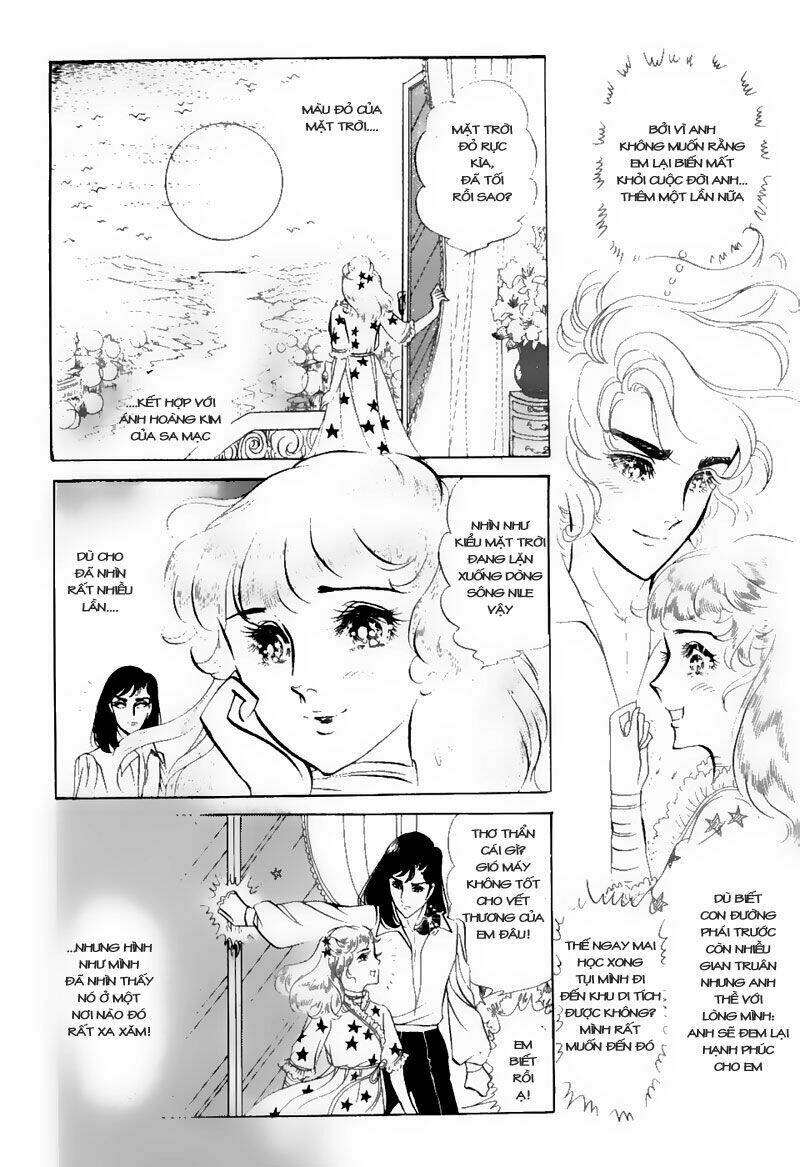 BỞI VÌ ANH
KHÔNG MUỐN RẰNG
EM LẠI BIẾN MẤT
KHỎI CUỘC ĐỜI ANH...
THÊM MỘT LẦN NỮA
THẾ NGAY MAI
HỌC XONG
TỤI MÌNH ĐI
ĐẾN KHU DI TÍCH
ĐƯỢC KHÔNG?
MÌNH RẤT
MUỐN ĐẾN ĐÓ
DÙ BIẾT
CON ĐƯỜNG
PHÁI TRƯỚC
CÒN NHIỀU
GIAN TRUÂN
NHƯNG ANH
THỀ VỚI
LÒNG MÌNH:
ANH SẼ ĐEM LẠI
HẠNH PHÚC
CHO EM
MẶT TRỜI
ĐỎ RỰC
KÌA,
ĐÃ TỐI
RỒI SAO?
MÀU ĐỎ CỦA
MẶT TRỜI....
....KẾT HỢP VỚI
ÁNH HOÀNG KIM
CỦA SA MẠC
NHÌN NHƯ
KIỂU MẶT TRỜI
ĐANG LẶN
XUỐNG DÒNG
SÔNG NILE
VẬY
DÙ CHO
ĐÃ NHÌN
RẤT NHIỀU
LẦN....
THƠ THẨN
CÁI GÌ?
GIÓ MÁY
KHÔNG TỐT
CHO VẾT
THƯƠNG CỦA
EM ĐÂU!
EM
BIẾT
RỒI
Ạ!
...NHƯNG HÌNH
NHƯ MÌNH
ĐÃ NHÌN THẤY
NÓ Ở MỘT
NƠI NÀO ĐÓ
RẤT XA XĂM!